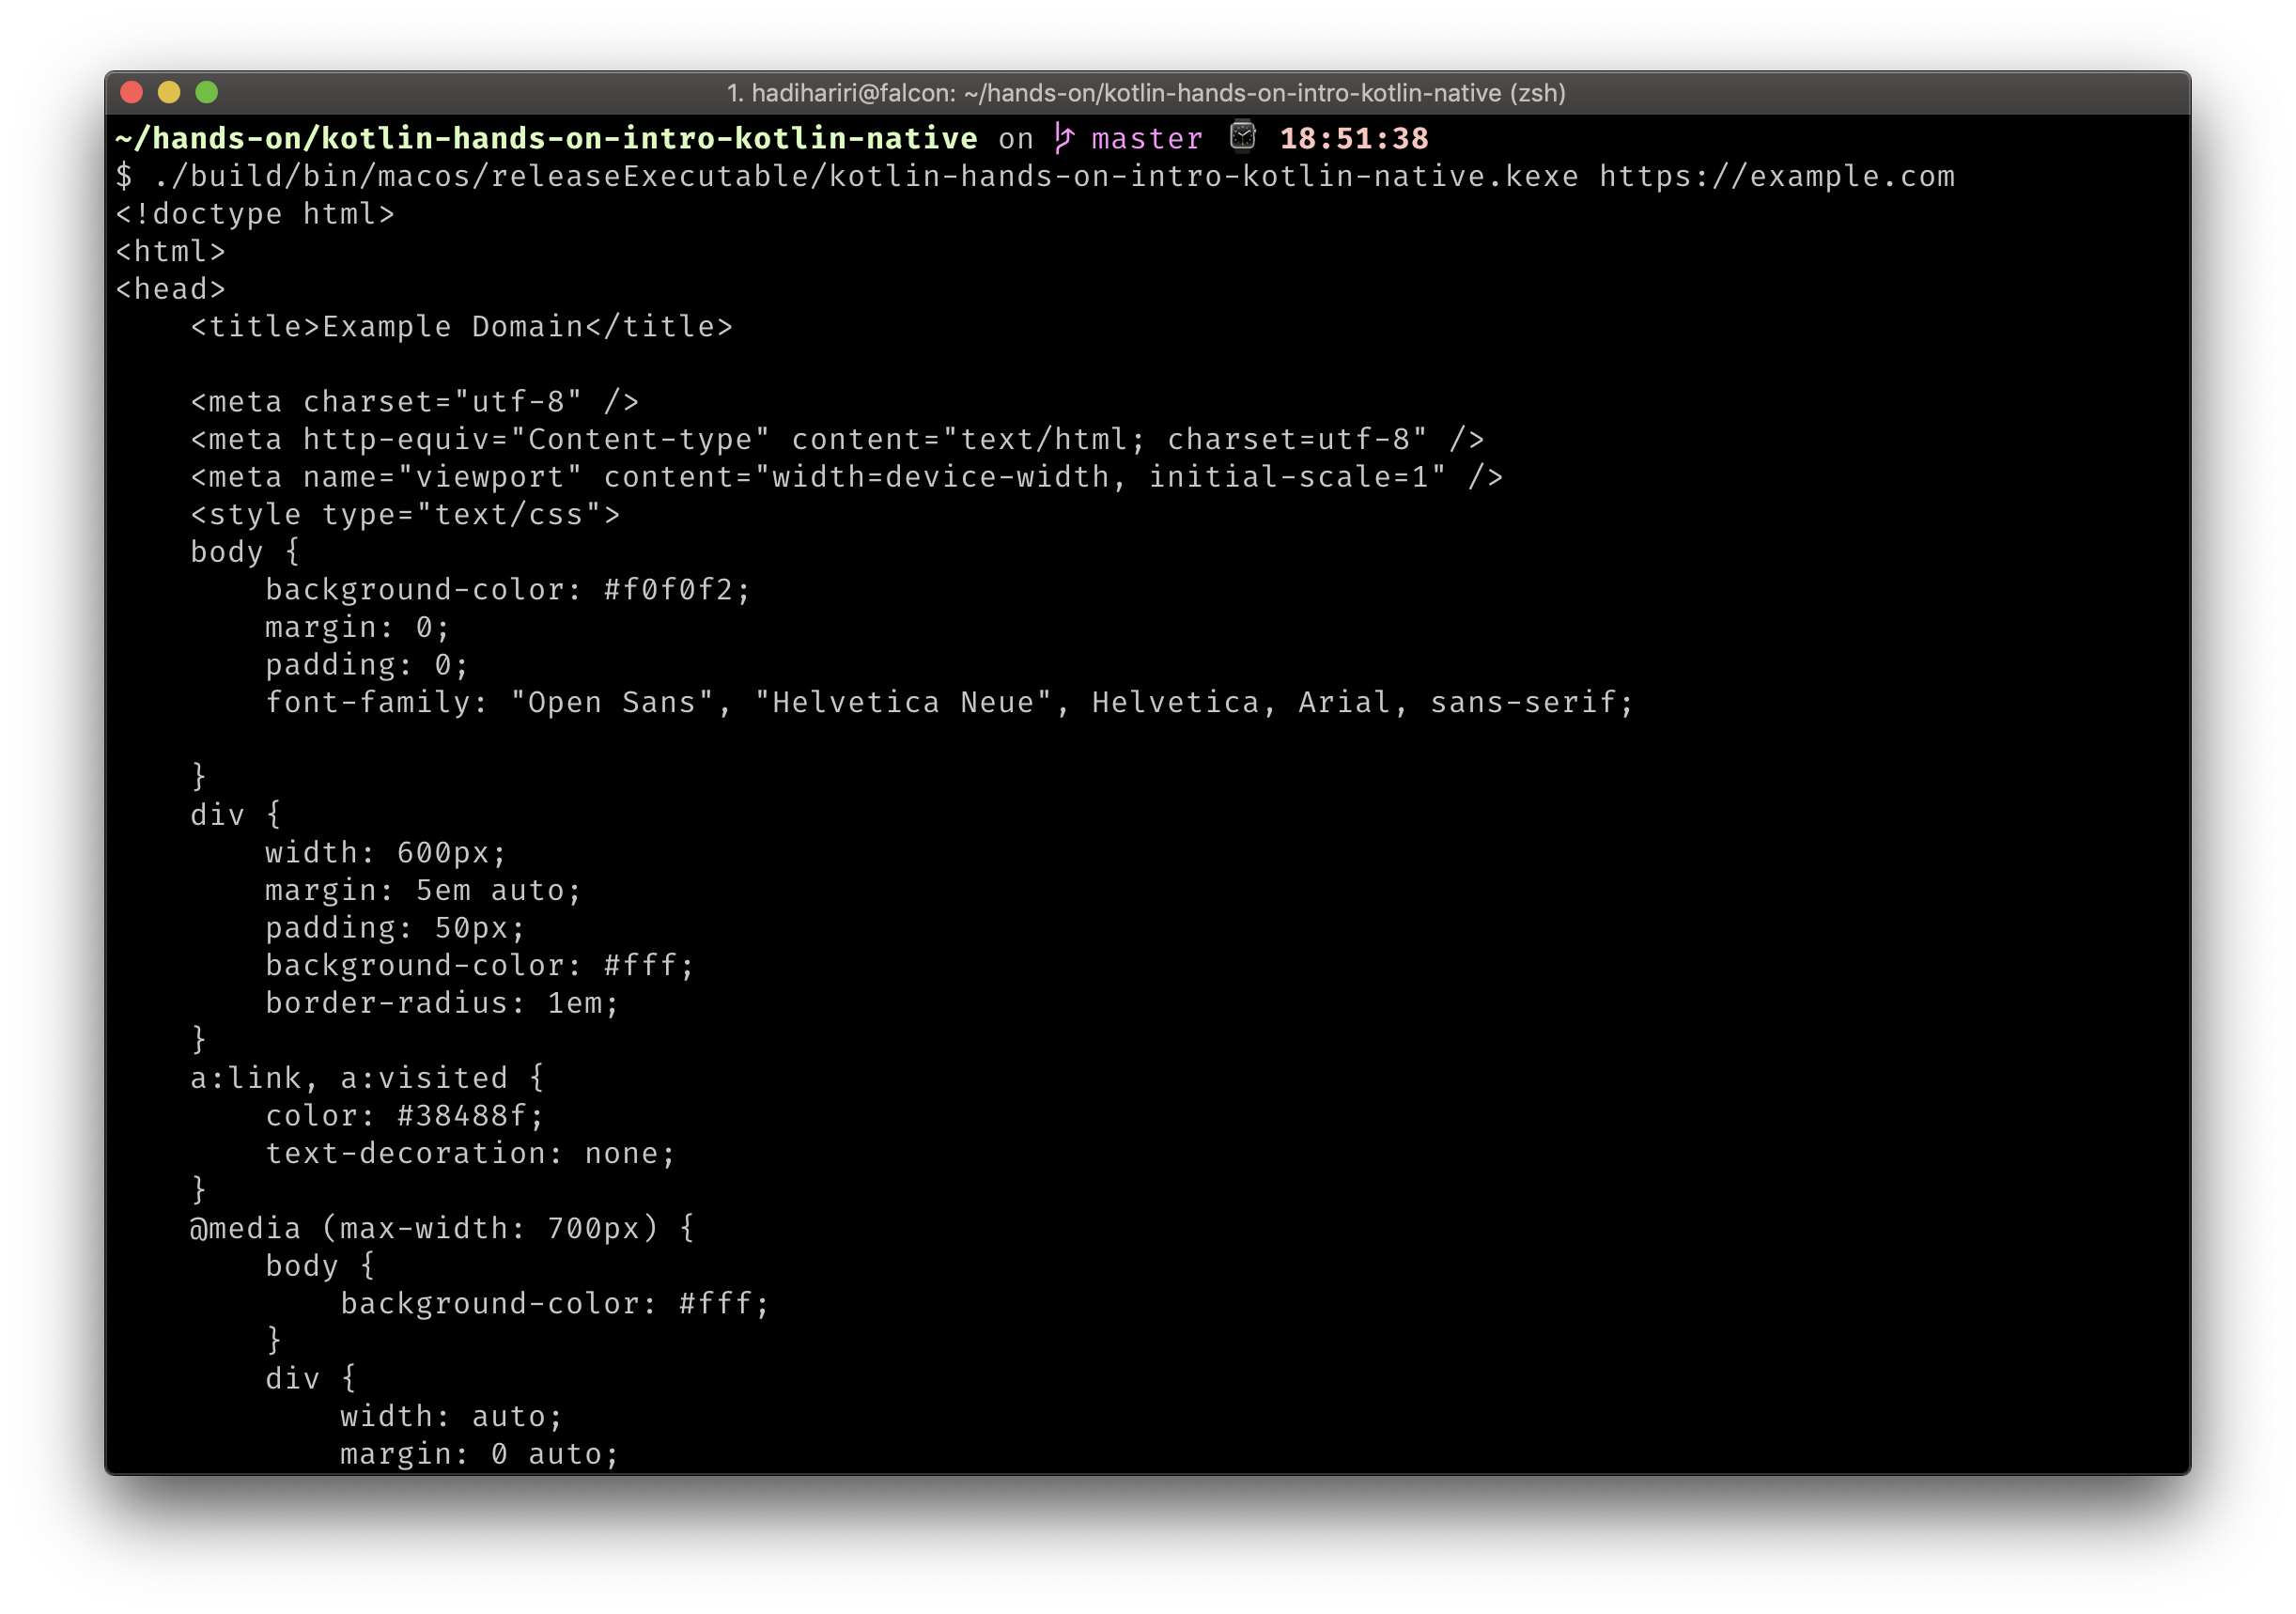 1. hadihariri@falcon: ~/hands-on/kotlin-hands-on-intro-kotlin-native (zsh)
~/hands-on/kotlin-hands-on-intro-kotlin-native on master ⌚ 18:51:38
$ ./build/bin/macos/releaseExecutable/kotlin-hands-on-intro-kotlin-native.kexe https://example.com
<!doctype html>
<html>
<head>
    <title>Example Domain</title>

    <meta charset="utf-8" />
    <meta http-equiv="Content-type" content="text/html; charset=utf-8" />
    <meta name="viewport" content="width=device-width, initial-scale=1" />
    <style type="text/css">
    body {
        background-color: #f0f0f2;
        margin: 0;
        padding: 0;
        font-family: "Open Sans", "Helvetica Neue", Helvetica, Arial, sans-serif;

    }
    div {
        width: 600px;
        margin: 5em auto;
        padding: 50px;
        background-color: #fff;
        border-radius: 1em;
    }
    a:link, a:visited {
        color: #38488f;
        text-decoration: none;
    }
    @media (max-width: 700px) {
        body {
            background-color: #fff;
        }
        div {
            width: auto;
            margin: 0 auto;